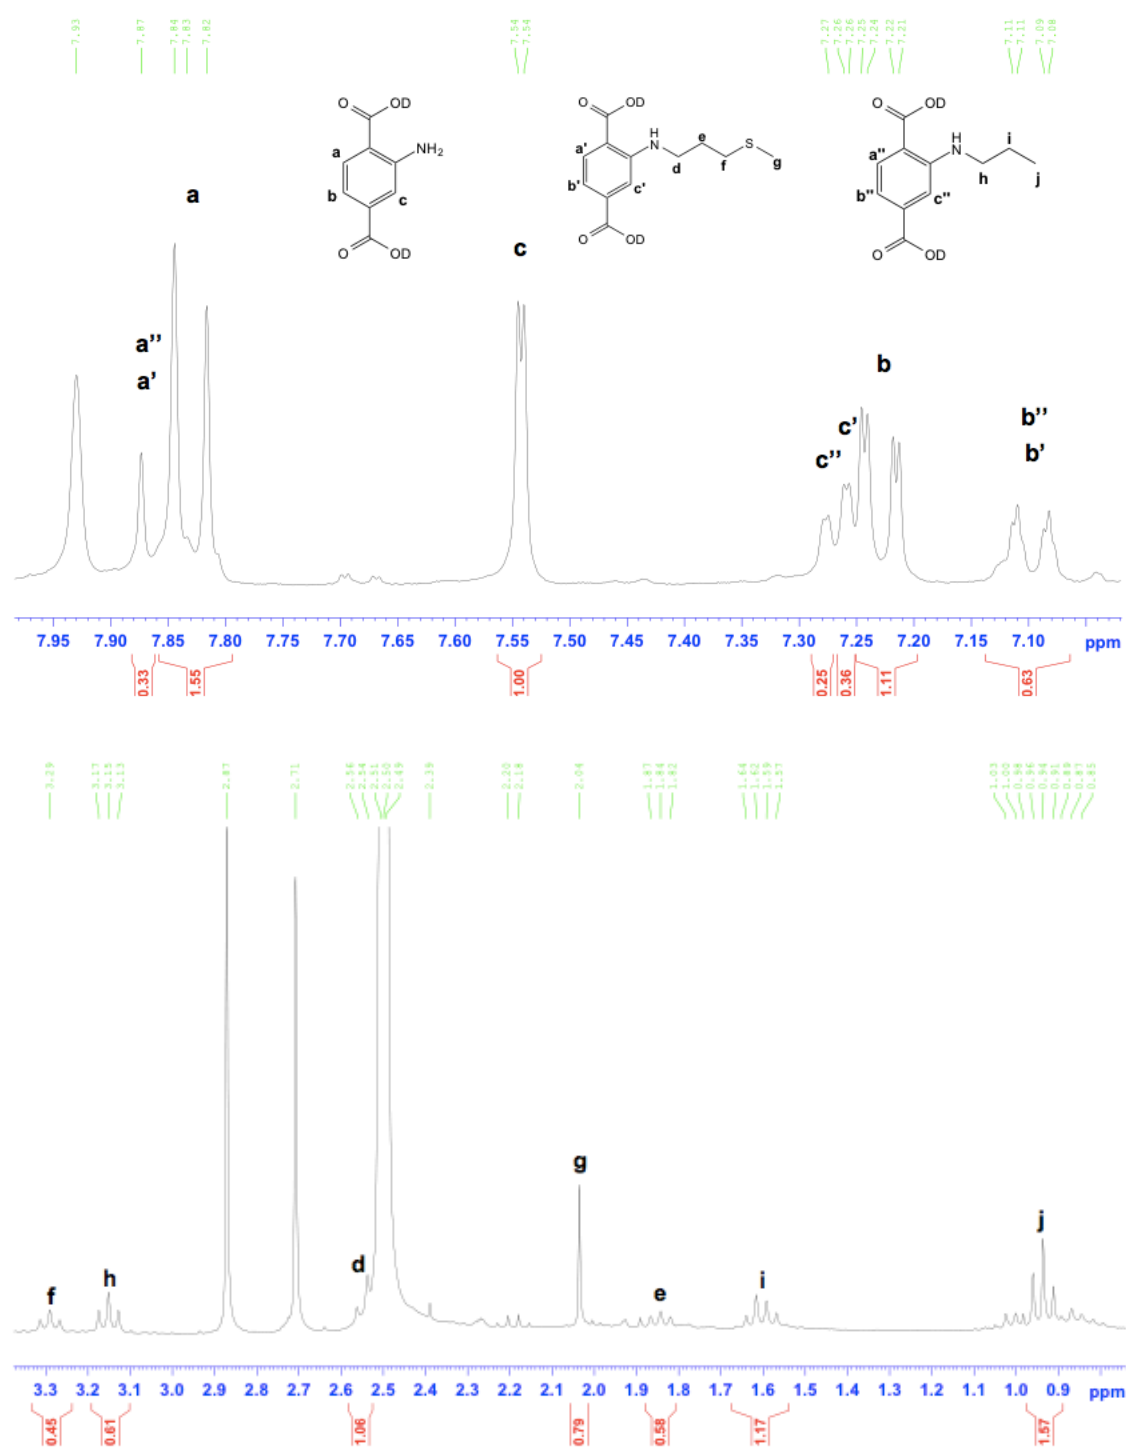 7.93 7.87 7.84 7.83 7.82 7.54 7.54 7.27 7.26 7.26 7.25 7.24 7.22 7.21 7.11 7.11 7.09 7.08
O OD a NH₂ b c O OD
O OD a' H N e S g d f b' c' O OD
O OD a'' H N i h j b'' c'' O OD
a
c
a''
a'
b
c'
c''
b''
b'
7.95 7.90 7.85 7.80 7.75 7.70 7.65 7.60 7.55 7.50 7.45 7.40 7.35 7.30 7.25 7.20 7.15 7.10 ppm
0.33 1.55 1.00 0.25 0.36 1.11 0.63
3.29 3.17 3.15 3.13 2.87 2.71 2.56 2.54 2.51 2.50 2.49 2.39 2.20 2.18 2.04 1.87 1.84 1.82 1.64 1.62 1.59 1.57 1.03 1.00 0.98 0.96 0.94 0.91 0.89 0.87 0.85
g
j
d
h
i
f
e
3.3 3.2 3.1 3.0 2.9 2.8 2.7 2.6 2.5 2.4 2.3 2.2 2.1 2.0 1.9 1.8 1.7 1.6 1.5 1.4 1.3 1.2 1.1 1.0 0.9 ppm
0.45 0.61 1.06 0.79 0.58 1.17 1.57